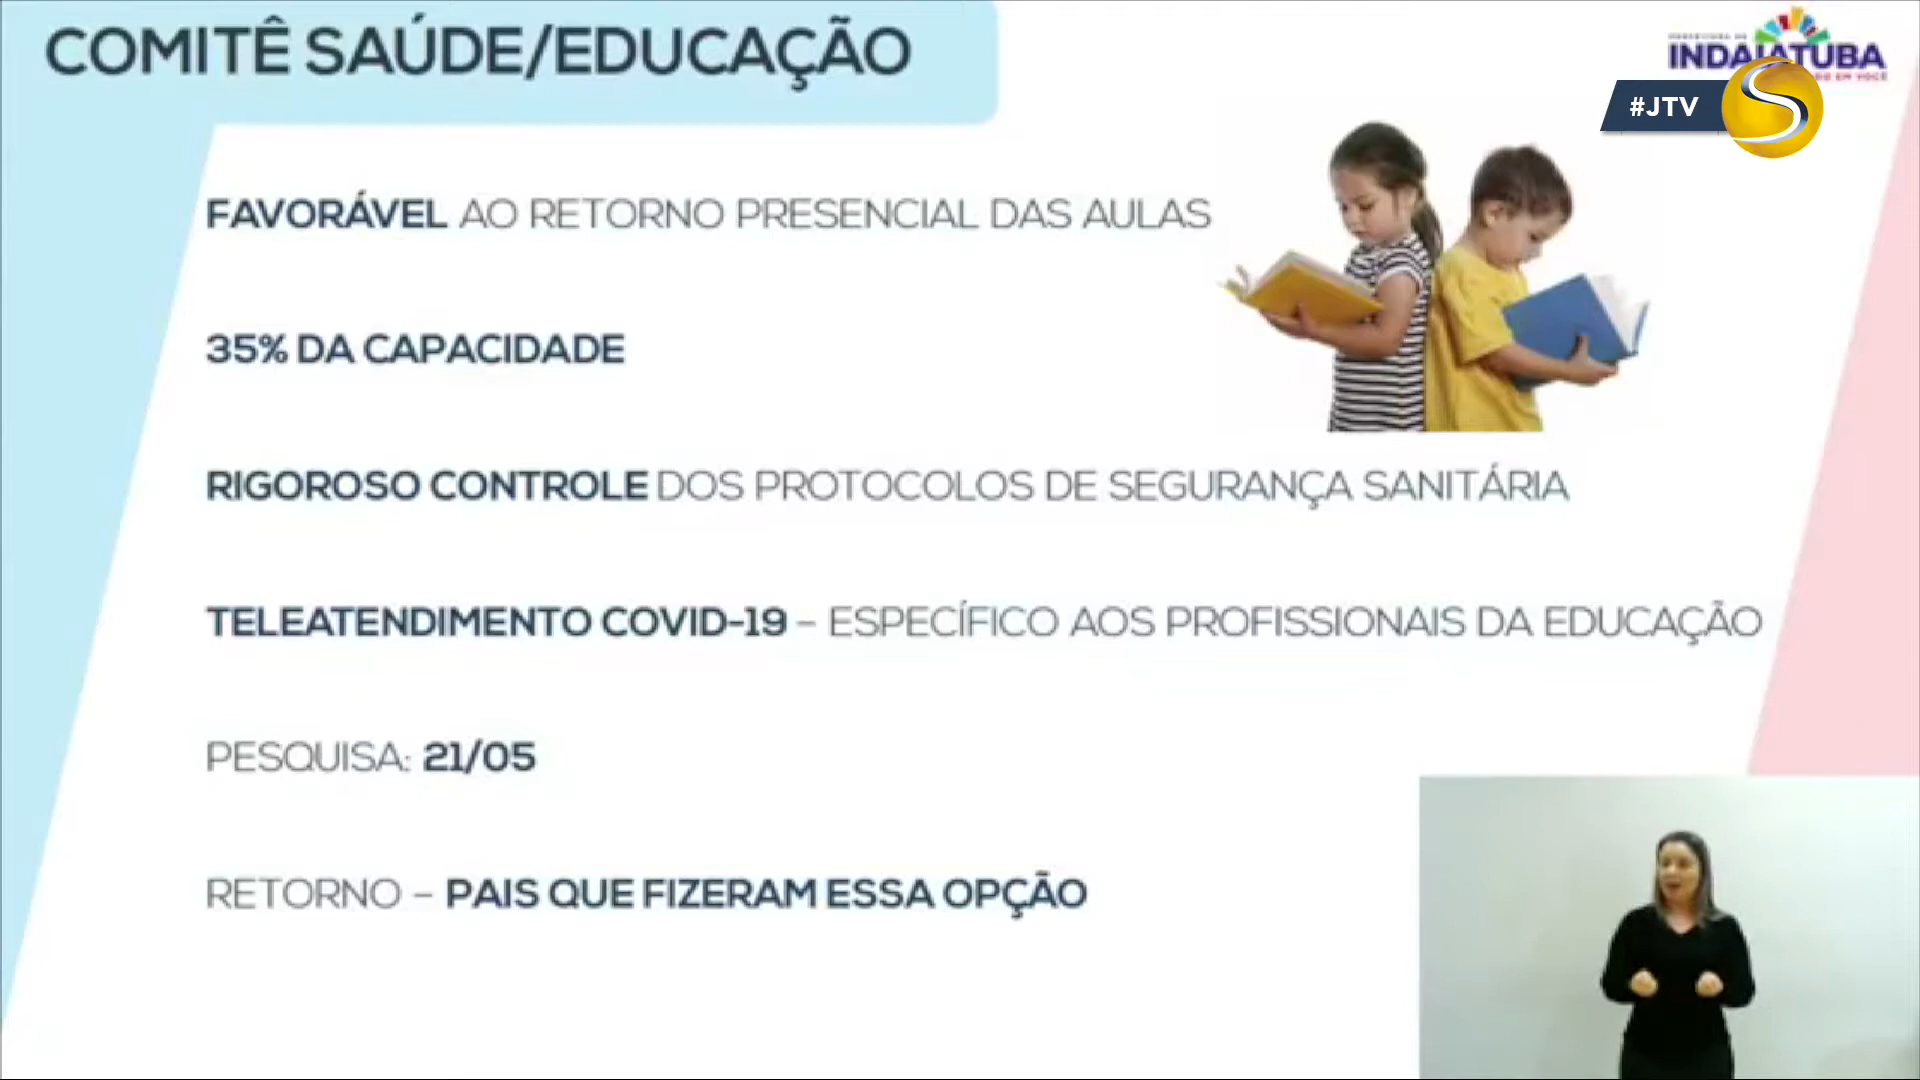 COMITÊ SAÚDE/EDUCAÇÃO
INDAIATUBA
#JTV
FAVORÁVEL AO RETORNO PRESENCIAL DAS AULAS
35% DA CAPACIDADE
RIGOROSO CONTROLE DOS PROTOCOLOS DE SEGURANÇA SANITÁRIA
TELEATENDIMENTO COVID-19 – ESPECÍFICO AOS PROFISSIONAIS DA EDUCAÇÃO
PESQUISA: 21/05
RETORNO – PAIS QUE FIZERAM ESSA OPÇÃO